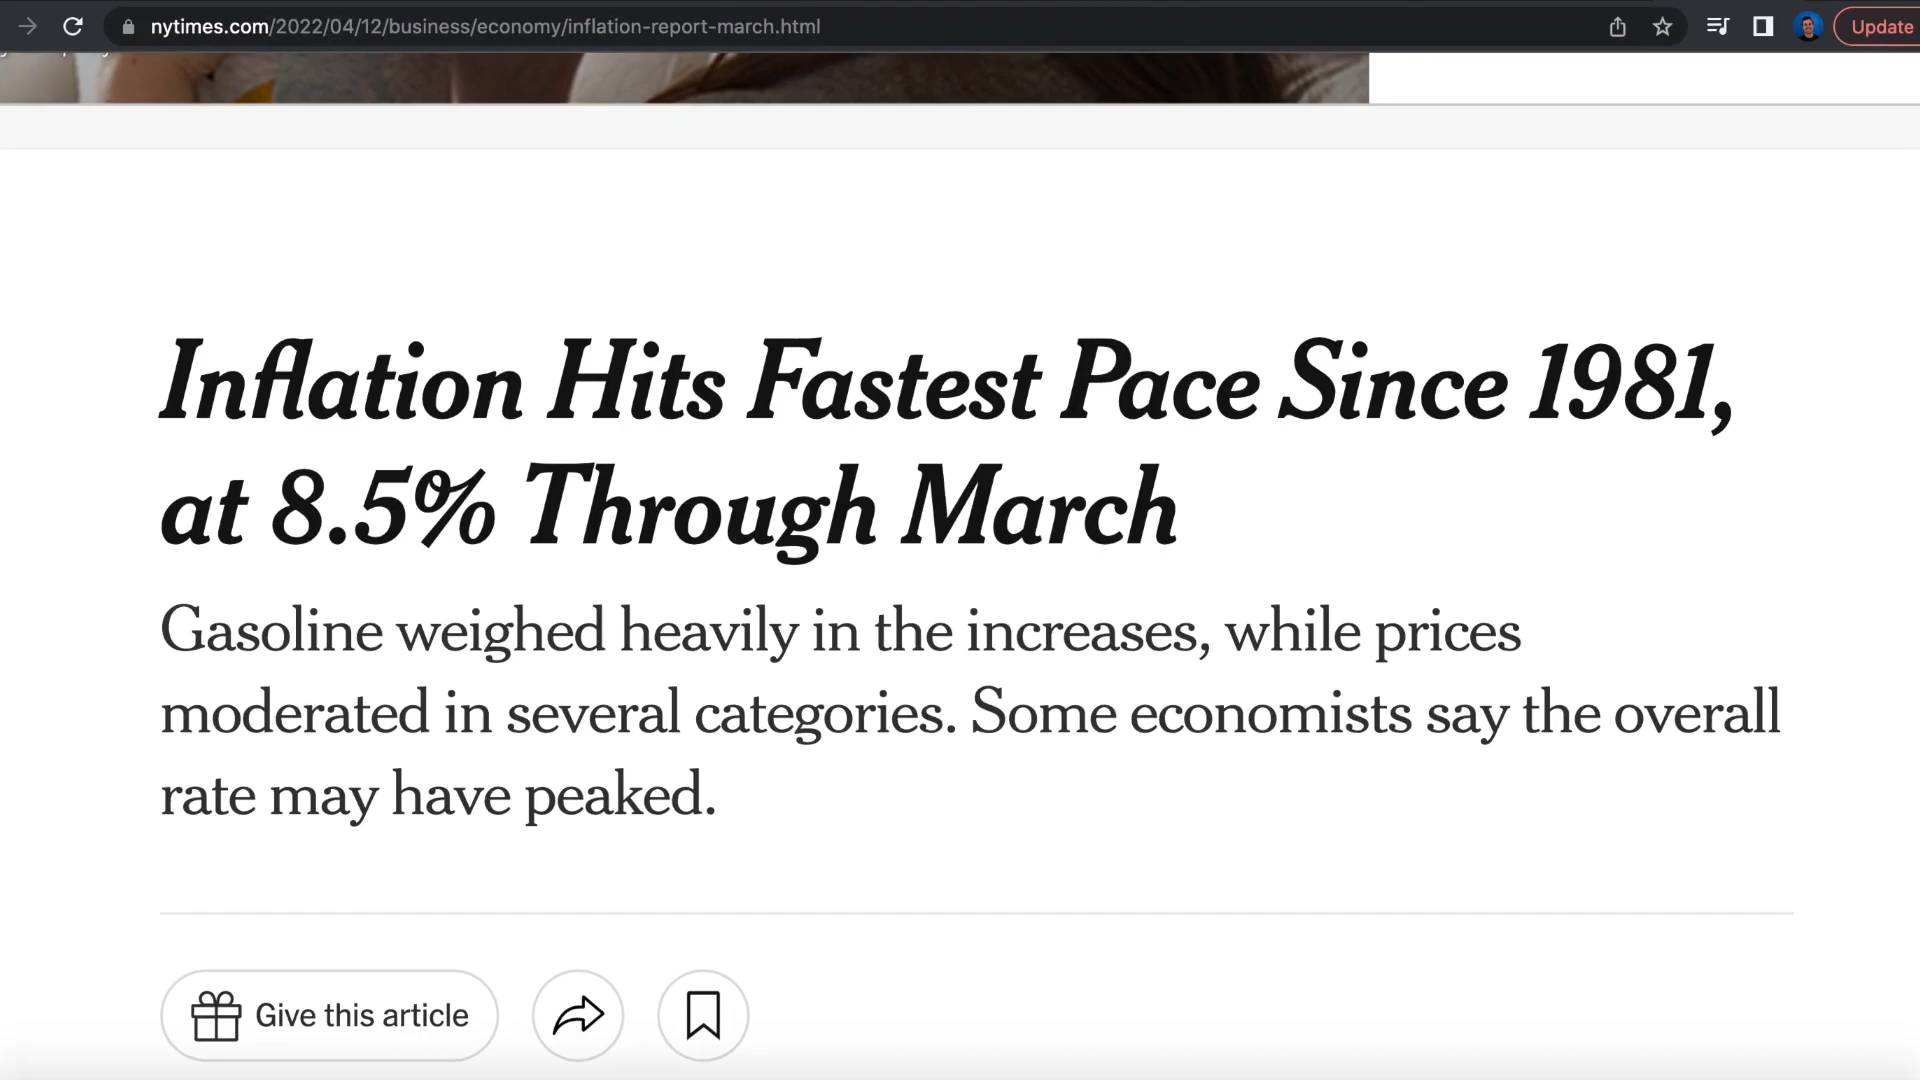 nytimes.com/2022/04/12/business/economy/inflation-report-march.html
Update
Inflation Hits Fastest Pace Since 1981,
at 8.5% Through March
Gasoline weighed heavily in the increases, while prices
moderated in several categories. Some economists say the overall
rate may have peaked.
Give this article